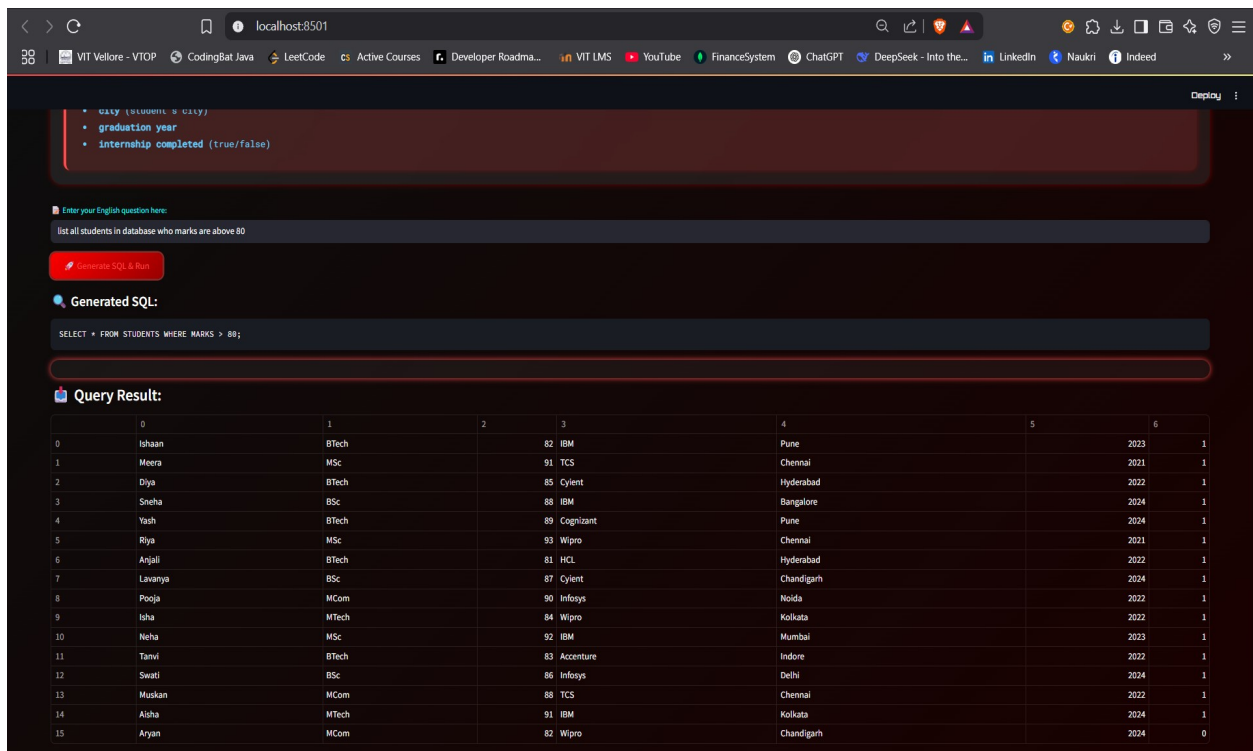 localhost:8501
VIT Vellore - VTOP CodingBat Java LeetCode CS Active Courses Developer Roadma... VIT LMS YouTube FinanceSystem ChatGPT DeepSeek - Into the... LinkedIn Naukri Indeed »
Deploy
• city (student's city)
• graduation year
• internship completed (true/false)
Enter your English question here:
list all students in database who marks are above 80
Generate SQL & Run
Generated SQL:
SELECT * FROM STUDENTS WHERE MARKS > 80;
Query Result:
0 1 2 3 4 5 6
0 Ishaan BTech 82 IBM Pune 2023 1
1 Meera MSc 91 TCS Chennai 2021 1
2 Diya BTech 85 Cyient Hyderabad 2022 1
3 Sneha BSc 88 IBM Bangalore 2024 1
4 Yash BTech 89 Cognizant Pune 2024 1
5 Riya MSc 93 Wipro Chennai 2021 1
6 Anjali BTech 81 HCL Hyderabad 2022 1
7 Lavanya BSc 87 Cyient Chandigarh 2024 1
8 Pooja MCom 90 Infosys Noida 2022 1
9 Isha MTech 84 Wipro Kolkata 2022 1
10 Neha MSc 92 IBM Mumbai 2023 1
11 Tanvi BTech 83 Accenture Indore 2022 1
12 Swati BSc 86 Infosys Delhi 2024 1
13 Muskan MCom 88 TCS Chennai 2022 1
14 Aisha MTech 91 IBM Kolkata 2024 1
15 Aryan MCom 82 Wipro Chandigarh 2024 0